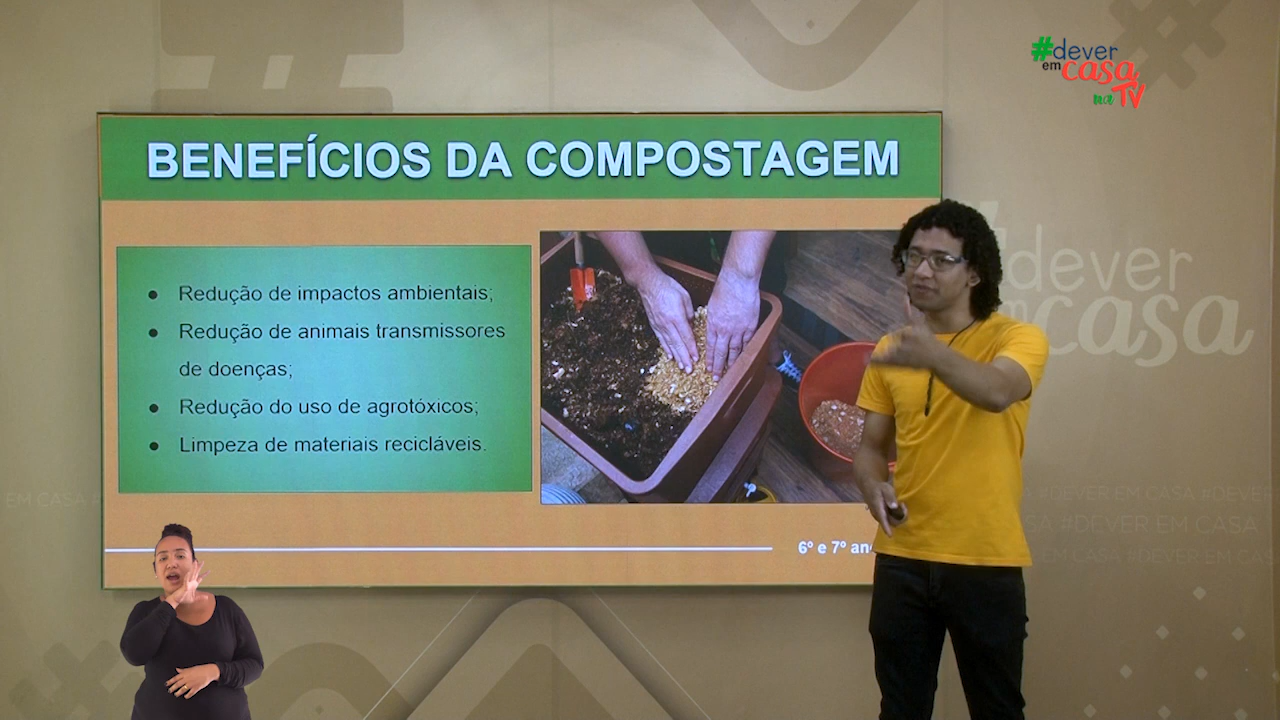 #dever
em casa
na TV
BENEFÍCIOS DA COMPOSTAGEM
#dever
em casa
● Redução de impactos ambientais;
● Redução de animais transmissores
de doenças;
● Redução do uso de agrotóxicos;
● Limpeza de materiais recicláveis.
EM CASA #
#DEVER EM CASA #DEVER
SA #DEVER EM CASA
CASA #DEVER EM CASA
6º e 7º an